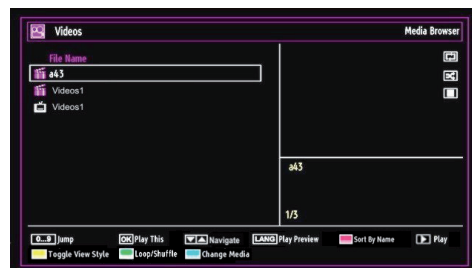 Videos
Media Browser
File Name
a43
Videos1
Videos1
a43
1/3
0...9 Jump
OK Play This
Navigate
LANG Play Preview
Sort By Name
Play
Toggle View Style
Loop/Shuffle
Change Media